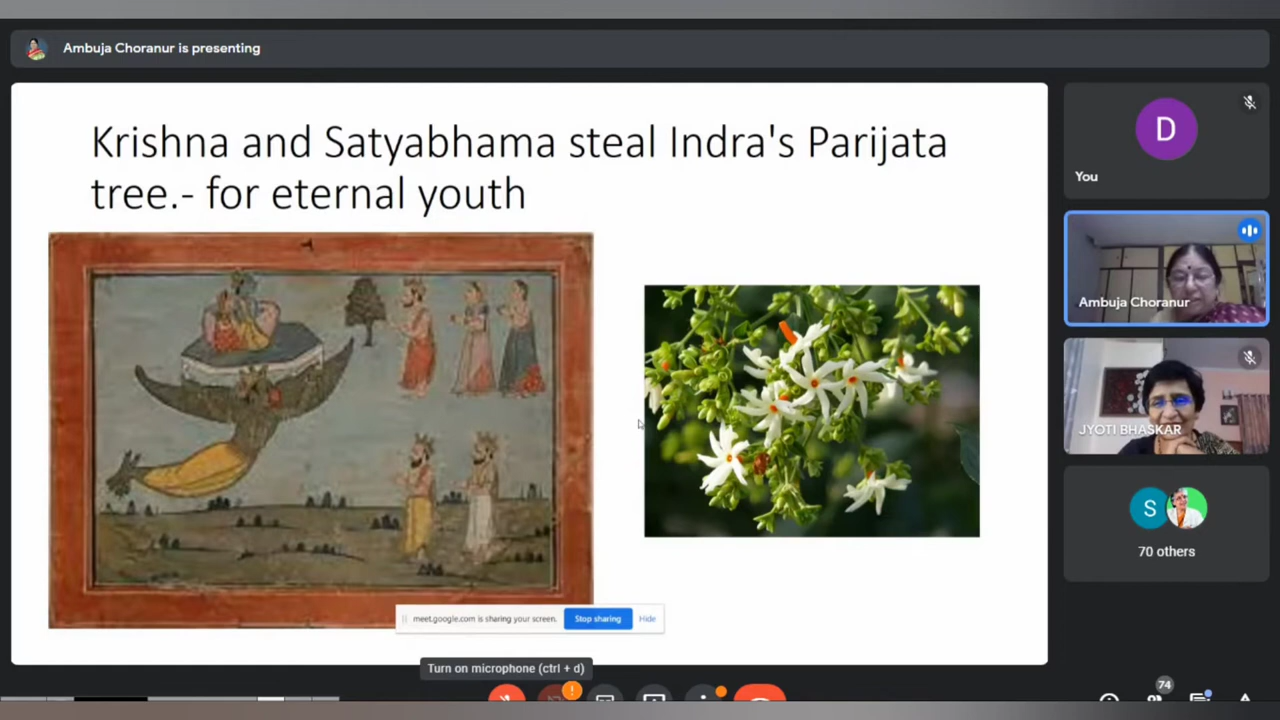 Ambuja Choranur is presenting
Krishna and Satyabhama steal Indra's Parijata
tree.- for eternal youth
D
You
Ambuja Choranur
JYOTI BHASKAR
S
70 others
meet.google.com is sharing your screen.
Stop sharing
Hide
Turn on microphone (ctrl + d)
!
74